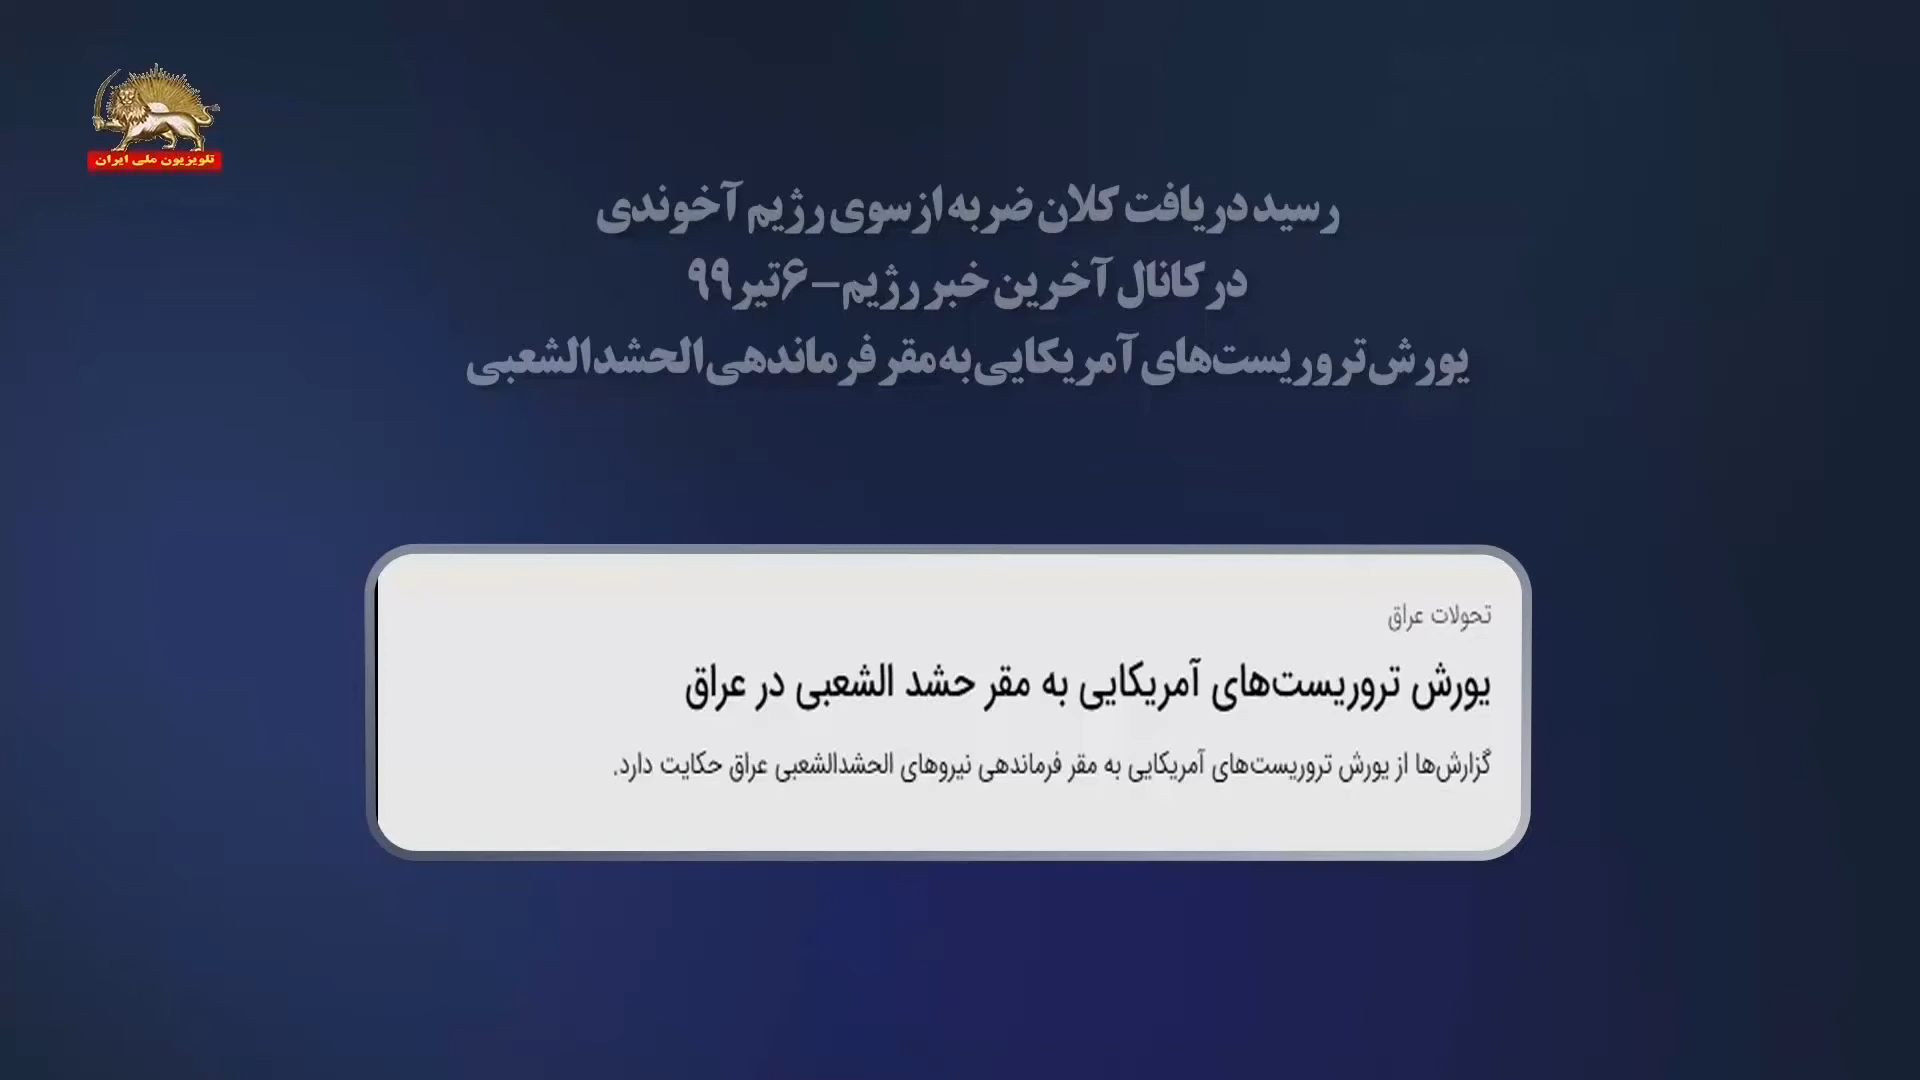 تلویزیون ملی ایران
رسید دریافت کلان ضربه از سوی رژیم آخوندی
در کانال آخرین خبر رژیم – ۶تیر۹۹
یورش تروریست‌های آمریکایی به مقر فرماندهی الحشدالشعبی
تحولات عراق
یورش تروریست‌های آمریکایی به مقر حشد الشعبی در عراق
گزارش‌ها از یورش تروریست‌های آمریکایی به مقر فرماندهی نیروهای الحشدالشعبی عراق حکایت دارد.